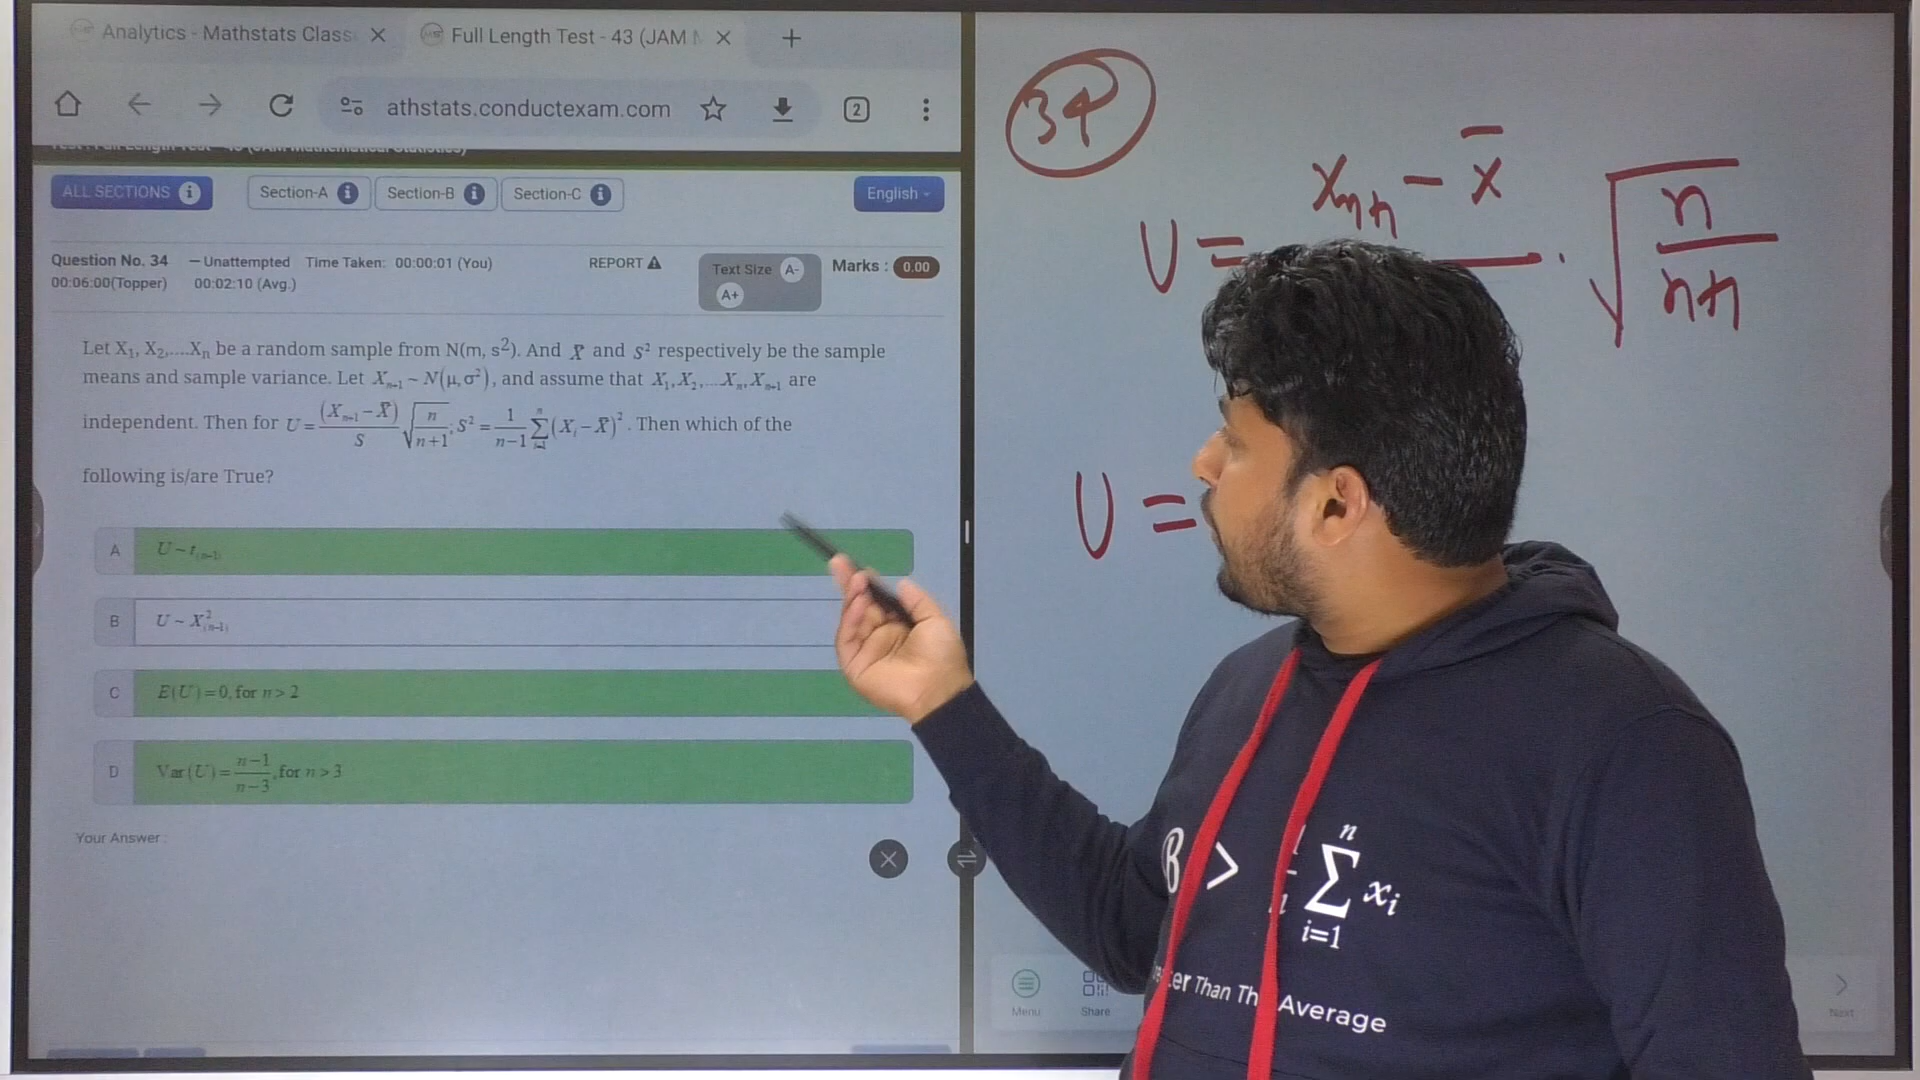 Analytics - Mathstats Class
Full Length Test - 43 (JAM M
athstats.conductexam.com
2
ALL SECTIONS i
Section-A i
Section-B i
Section-C i
English
Question No. 34 — Unattempted Time Taken: 00:00:01 (You)
REPORT
Text Size A-
A+
Marks : 0.00
00:06:00(Topper) 00:02:10 (Avg.)
Let X₁, X₂,....Xₙ be a random sample from N(m, s²). And X̄ and S² respectively be the sample
means and sample variance. Let Xₙ₊₁ ~ N(μ, σ²), and assume that X₁, X₂,...Xₙ, Xₙ₊₁ are
independent. Then for U = (Xₙ₊₁ − X̄)/S √(n/(n+1)); S² = 1/(n−1) ∑ᵢ₌₁ⁿ (Xᵢ − X̄)². Then which of the
following is/are True?
A U ~ t₍ₙ₋₁₎
B U ~ X²₍ₙ₋₁₎
C E(U) = 0, for n > 2
D Var(U) = (n−1)/(n−3), for n > 3
Your Answer :
34
x̄
U =
√(n
U =
B > ∑ xᵢ
n
i=1
Than Th Average
Menu
Share
Next